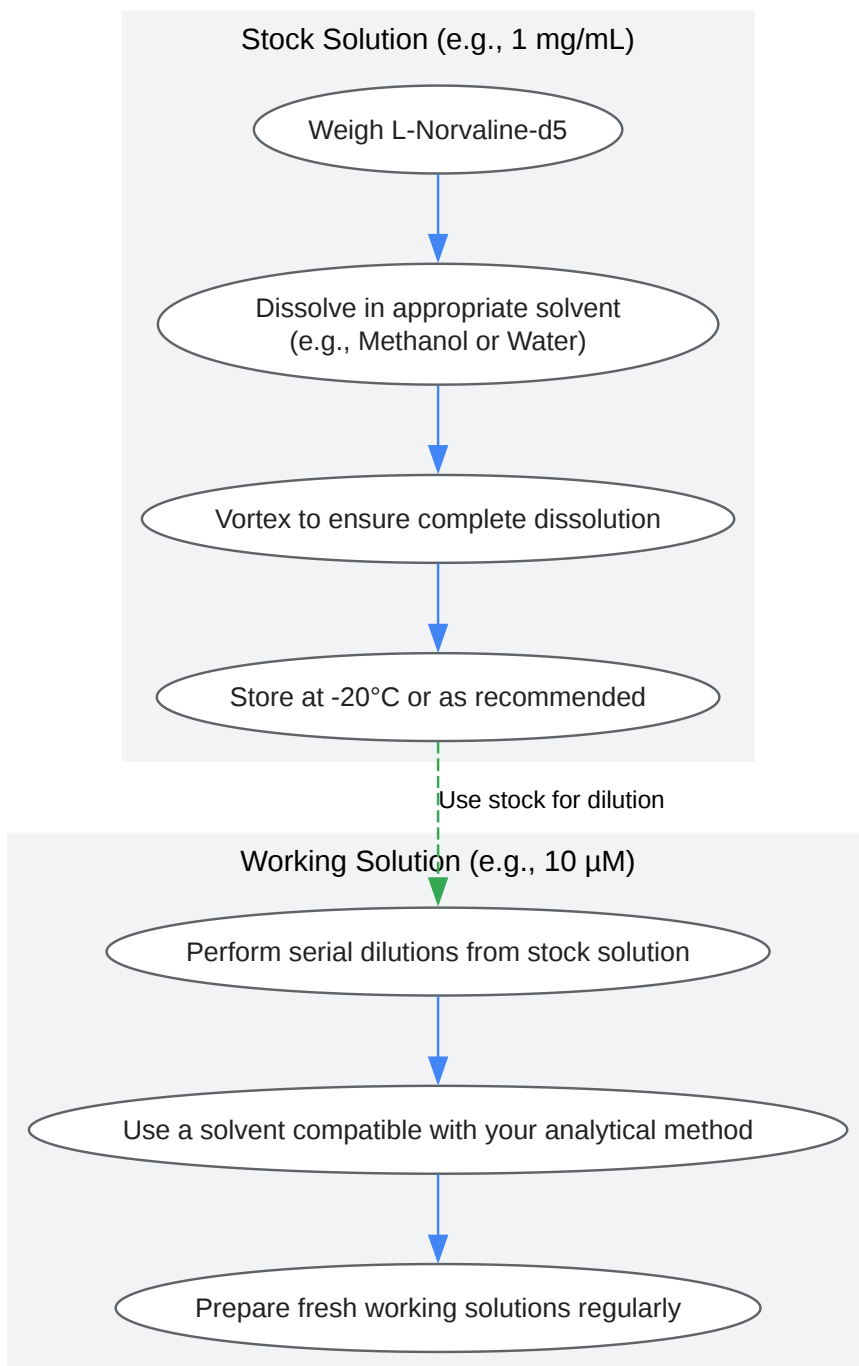 Stock Solution (e.g., 1 mg/mL)
Weigh L-Norvaline-d5
Dissolve in appropriate solvent
(e.g., Methanol or Water)
Vortex to ensure complete dissolution
Store at -20°C or as recommended
Use stock for dilution
Working Solution (e.g., 10 µM)
Perform serial dilutions from stock solution
Use a solvent compatible with your analytical method
Prepare fresh working solutions regularly